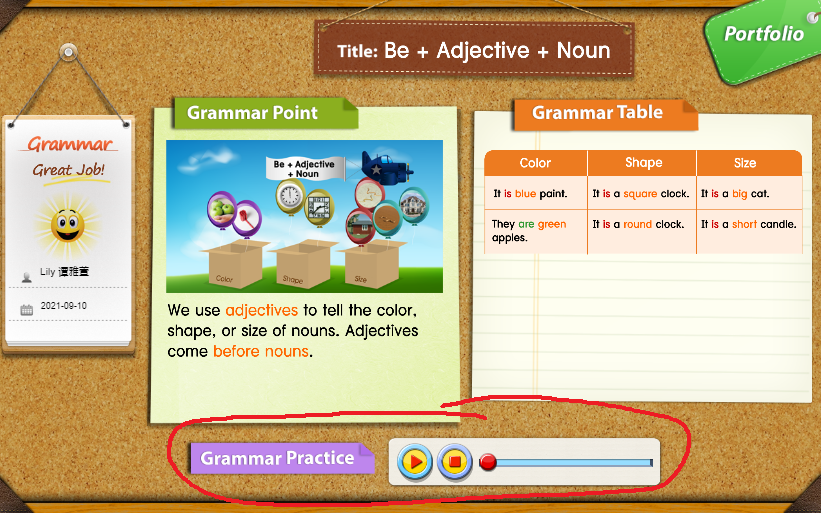 Title: Be + Adjective + Noun
Portfolio
Grammar
Great Job!
Lily 谭雅萱
2021-09-10
Grammar Point
Be + Adjective
+ Noun
Color
Shape
Size
We use adjectives to tell the color,
shape, or size of nouns. Adjectives
come before nouns.
Grammar Table
Color Shape Size
It is blue paint. It is a square clock. It is a big cat.
They are green It is a round clock. It is a short candle.
apples.
Grammar Practice